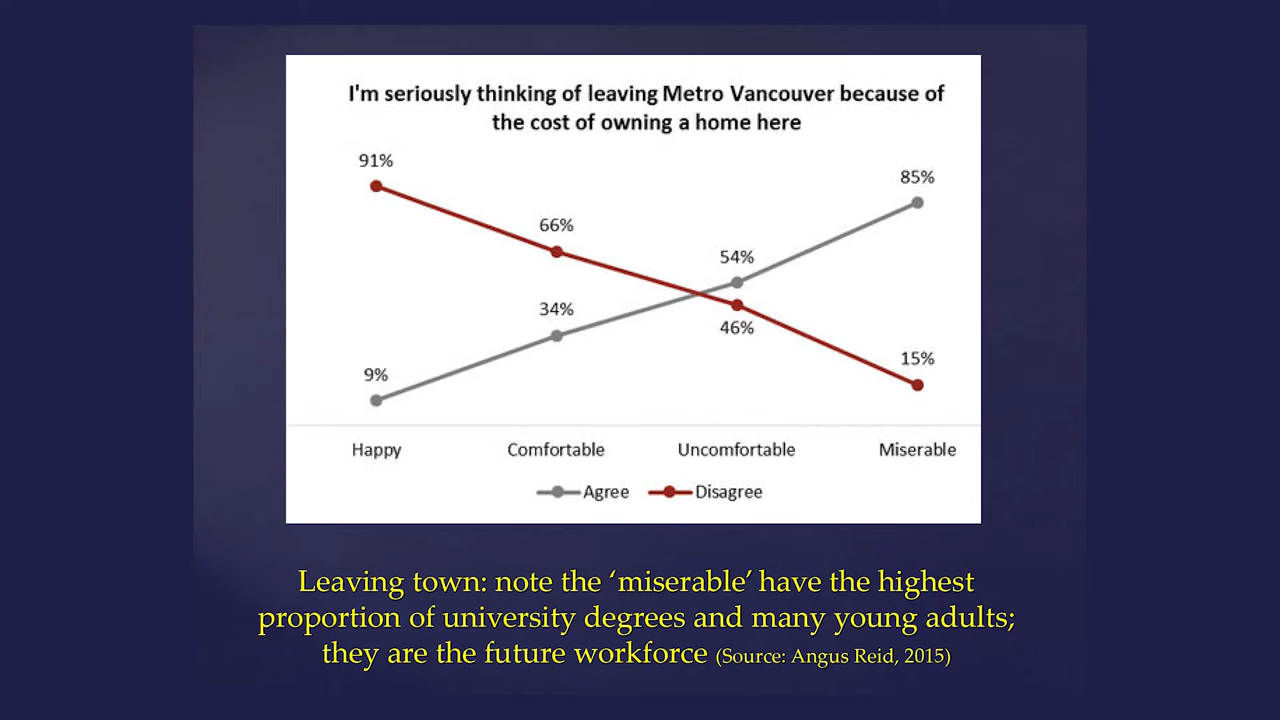 I'm seriously thinking of leaving Metro Vancouver because of
the cost of owning a home here
91%
85%
66%
54%
34%
46%
15%
9%
Happy
Comfortable
Uncomfortable
Miserable
Agree
Disagree
Leaving town: note the ‘miserable’ have the highest
proportion of university degrees and many young adults;
they are the future workforce (Source: Angus Reid, 2015)